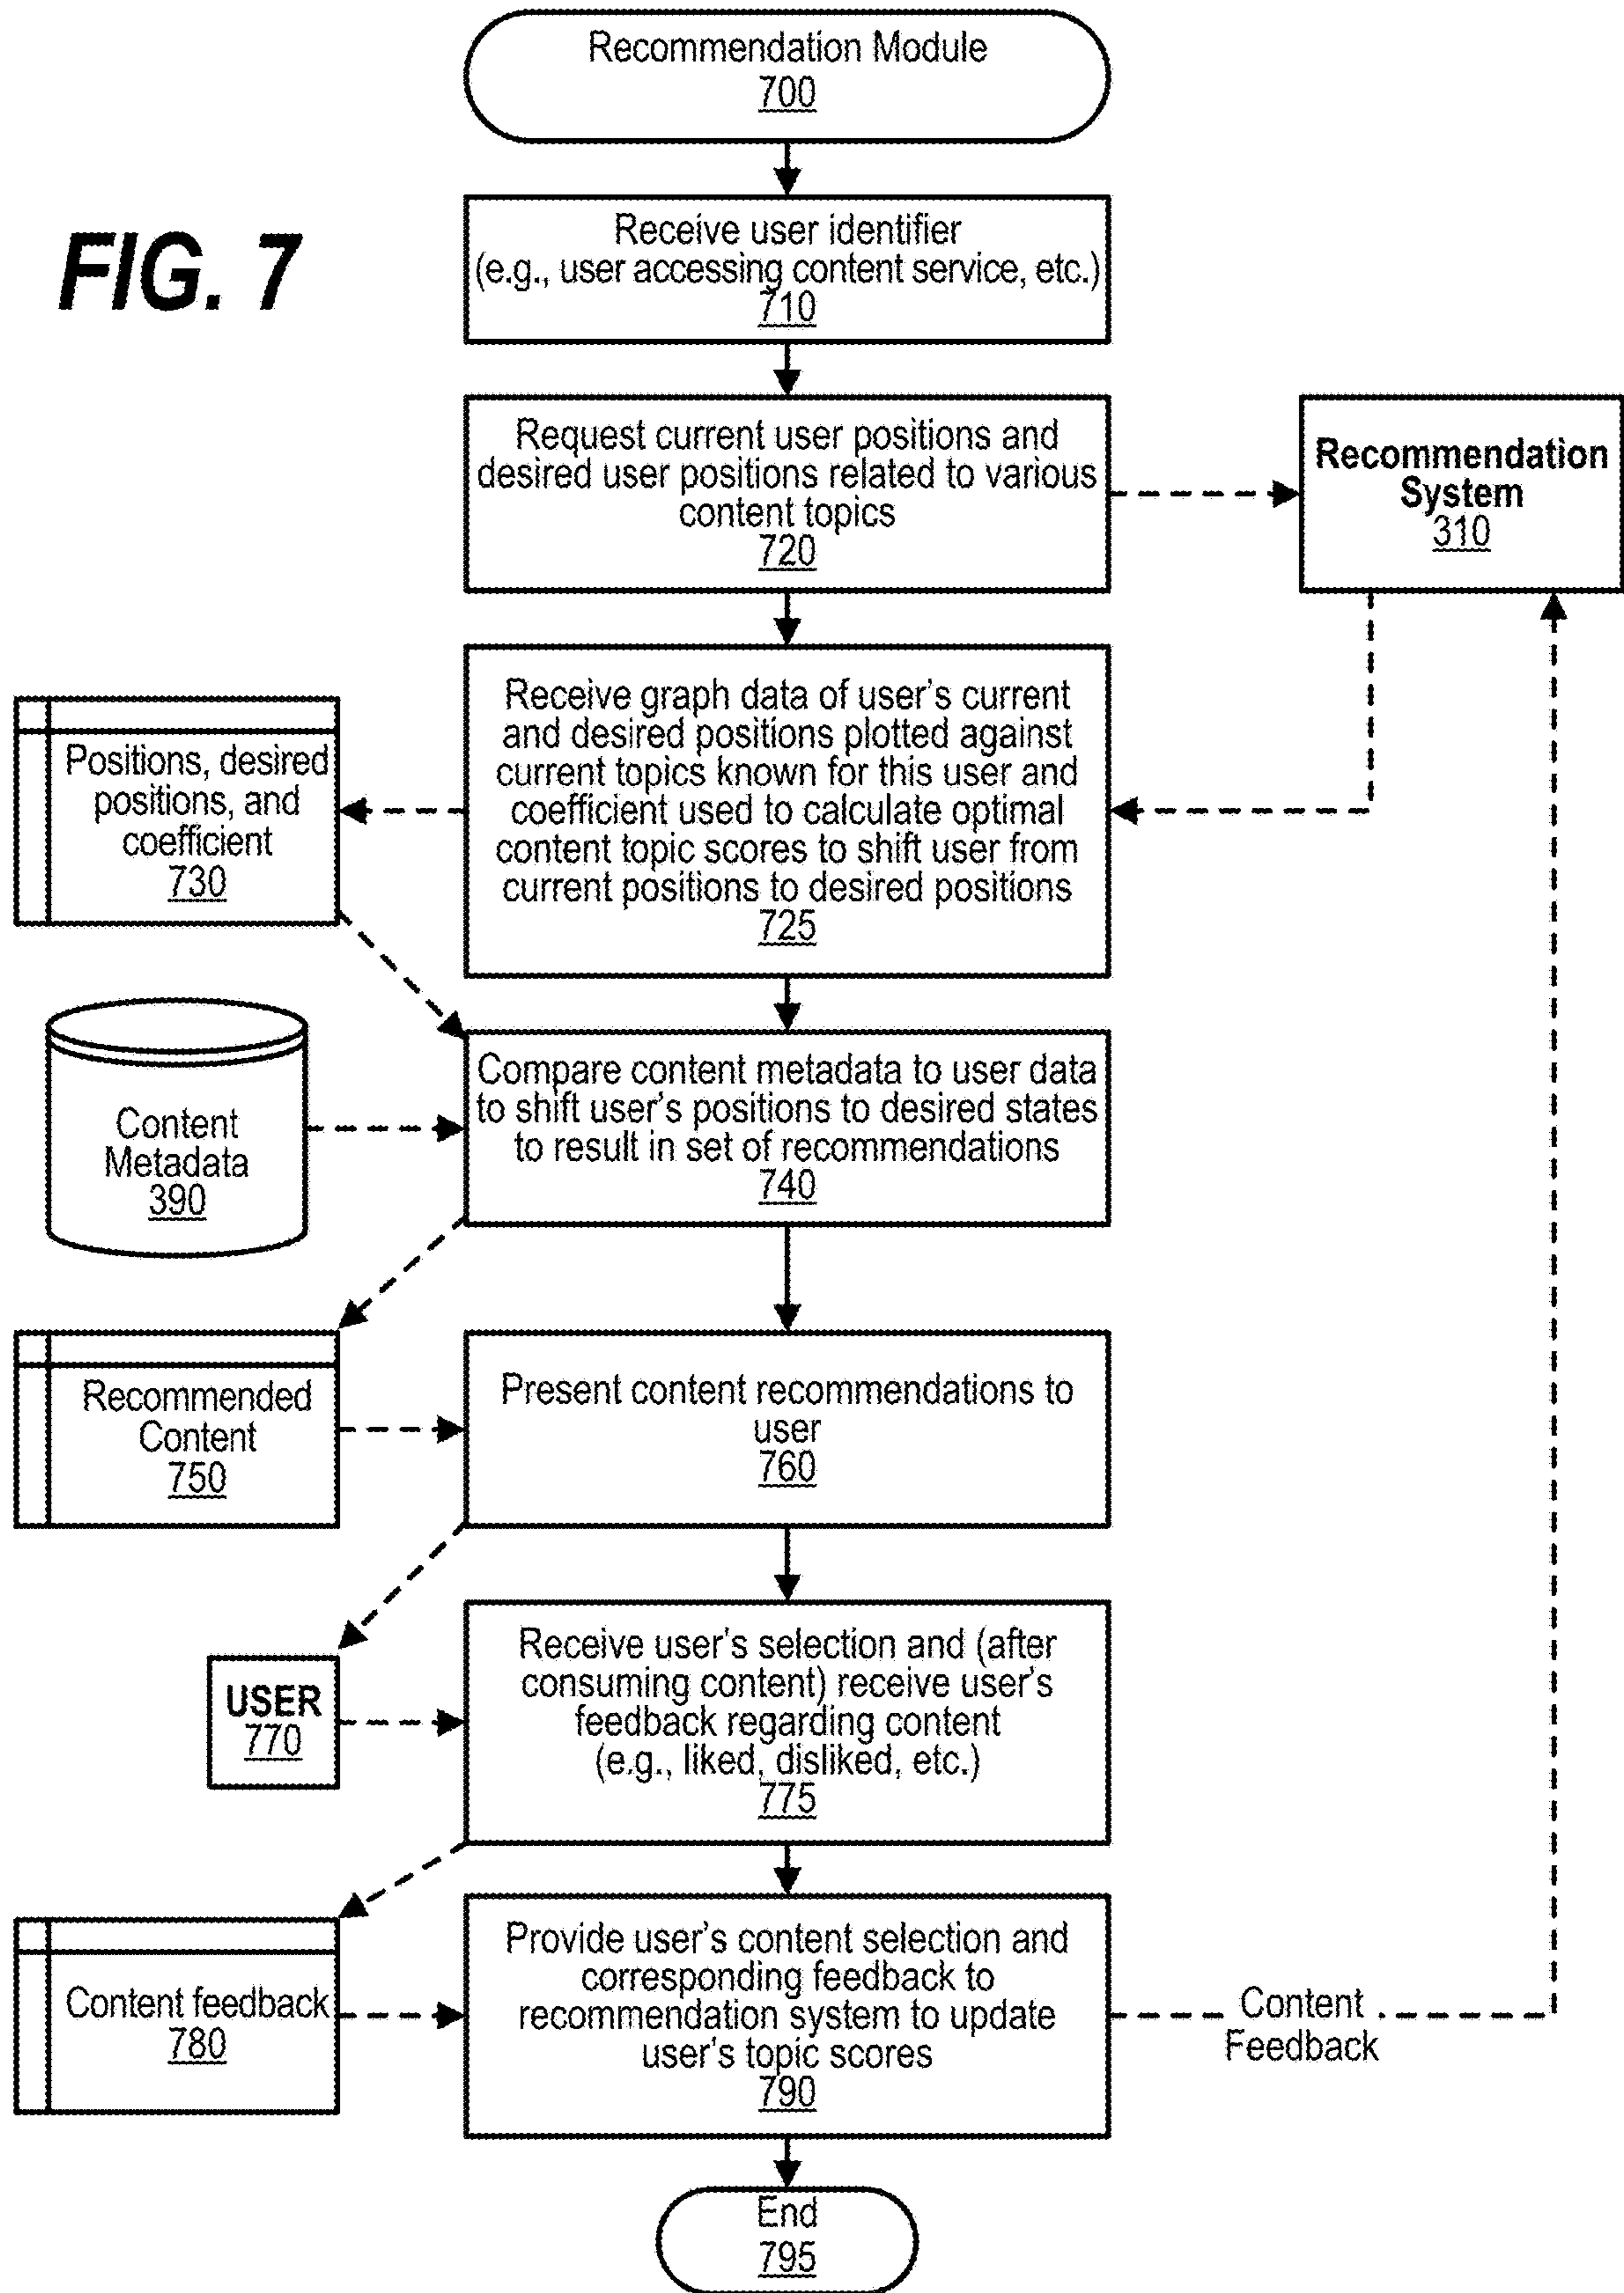 Recommendation Module
700
FIG. 7
Receive user identifier
(e.g., user accessing content service, etc.)
710
Request current user positions and
desired user positions related to various
content topics
720
Recommendation
System
310
Receive graph data of user's current
and desired positions plotted against
current topics known for this user and
coefficient used to calculate optimal
content topic scores to shift user from
current positions to desired positions
725
Positions, desired
positions, and
coefficient
730
Compare content metadata to user data
to shift user's positions to desired states
to result in set of recommendations
740
Content
Metadata
390
Recommended
Content
750
Present content recommendations to
user
760
Receive user's selection and (after
consuming content) receive user's
feedback regarding content
(e.g., liked, disliked, etc.)
775
USER
770
Content feedback
780
Provide user's content selection and
corresponding feedback to
recommendation system to update
user's topic scores
790
Content
Feedback
End
795